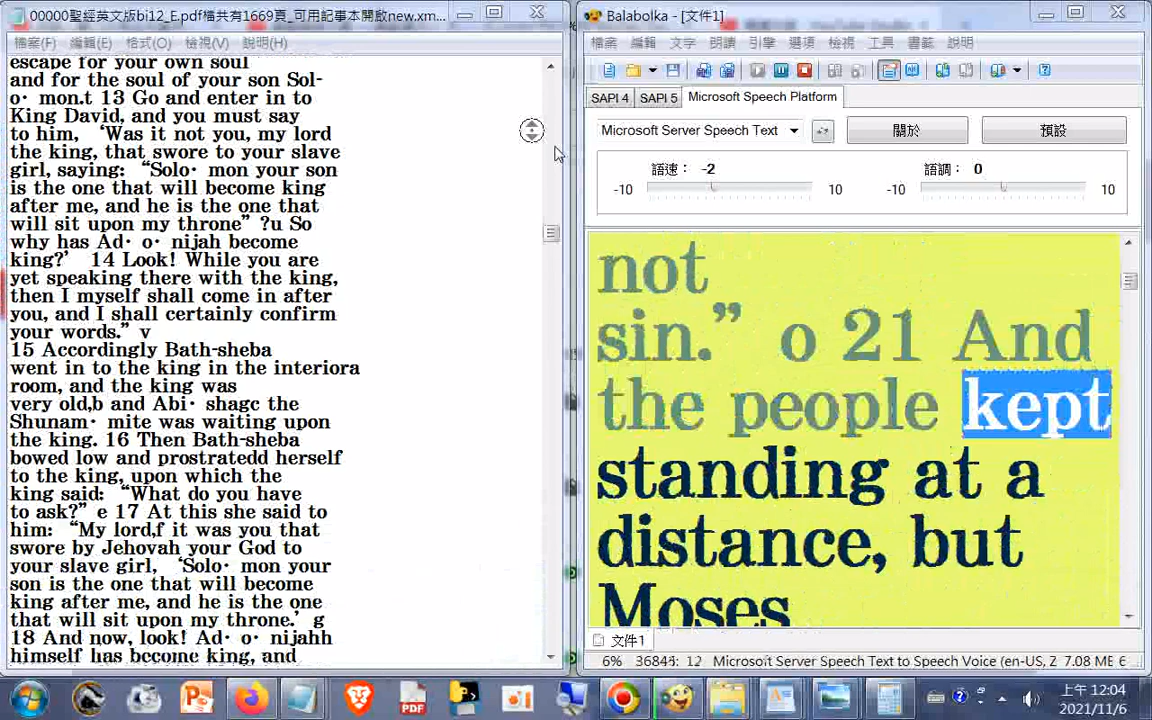 00000聖經英文版bi12_E.pdf檔共有1669頁_可用記事本開啟new.xm...
檔案(F) 編輯(E) 格式(O) 檢視(V) 說明(H)
escape for your own soul
and for the soul of your son Sol-
o· mon.t 13 Go and enter in to
King David, and you must say
to him, ‘Was it not you, my lord
the king, that swore to your slave
girl, saying: “Solo· mon your son
is the one that will become king
after me, and he is the one that
will sit upon my throne” ?u So
why has Ad· o· nijah become
king?’ 14 Look! While you are
yet speaking there with the king,
then I myself shall come in after
you, and I shall certainly confirm
your words.” v
15 Accordingly Bath-sheba
went in to the king in the interiora
room, and the king was
very old,b and Abi· shagc the
Shunam· mite was waiting upon
the king. 16 Then Bath-sheba
bowed low and prostratedd herself
to the king, upon which the
king said: “What do you have
to ask?” e 17 At this she said to
him: “My lord,f it was you that
swore by Jehovah your God to
your slave girl, ‘Solo· mon your
son is the one that will become
king after me, and he is the one
that will sit upon my throne.’ g
18 And now, look! Ad· o· nijahh
himself has become king, and
Balabolka - [文件1]
檔案 編輯 文字 朗讀 引擎 選項 檢視 工具 書籤 說明
SAPI 4 SAPI 5 Microsoft Speech Platform
Microsoft Server Speech Text 關於 預設
語速： -2 語調： 0
-10 10 -10 10
not
sin.” o 21 And
the people kept
standing at a
distance, but
Moses
文件1
6% 36845: 12 Microsoft Server Speech Text to Speech Voice (en-US, Z 7.08 MB 6
PDF
上午 12:04
2021/11/6